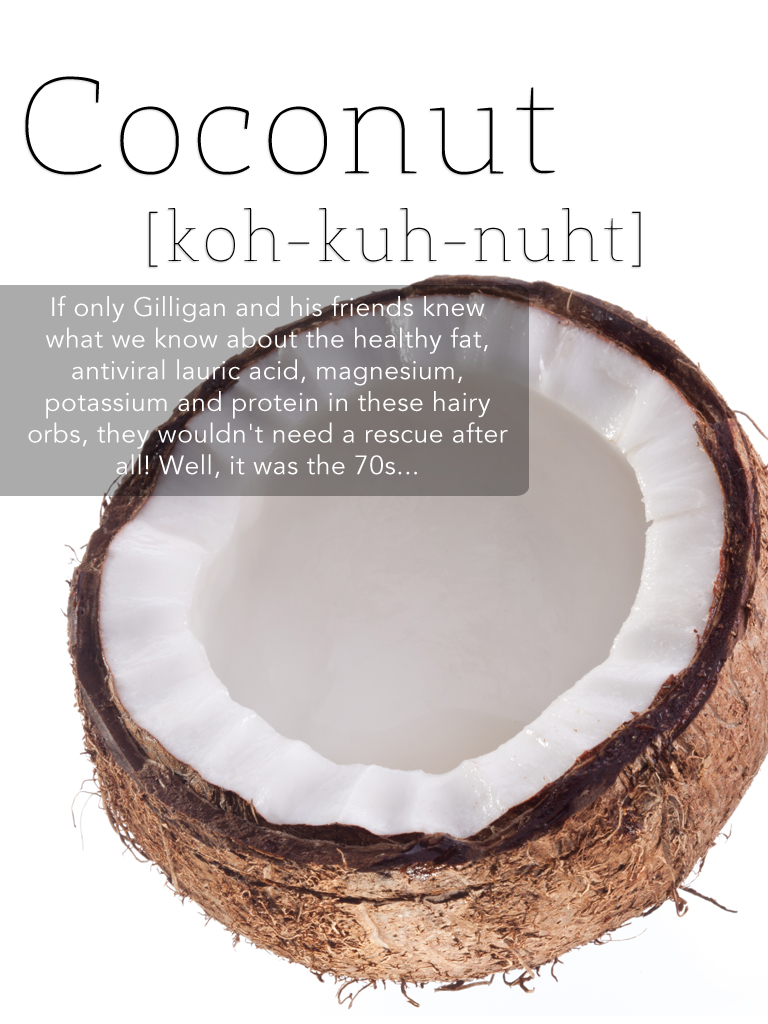 Coconut
[koh-kuh-nuht]
If only Gilligan and his friends knew
what we know about the healthy fat,
antiviral lauric acid, magnesium,
potassium and protein in these hairy
orbs, they wouldn't need a rescue after
all! Well, it was the 70s...